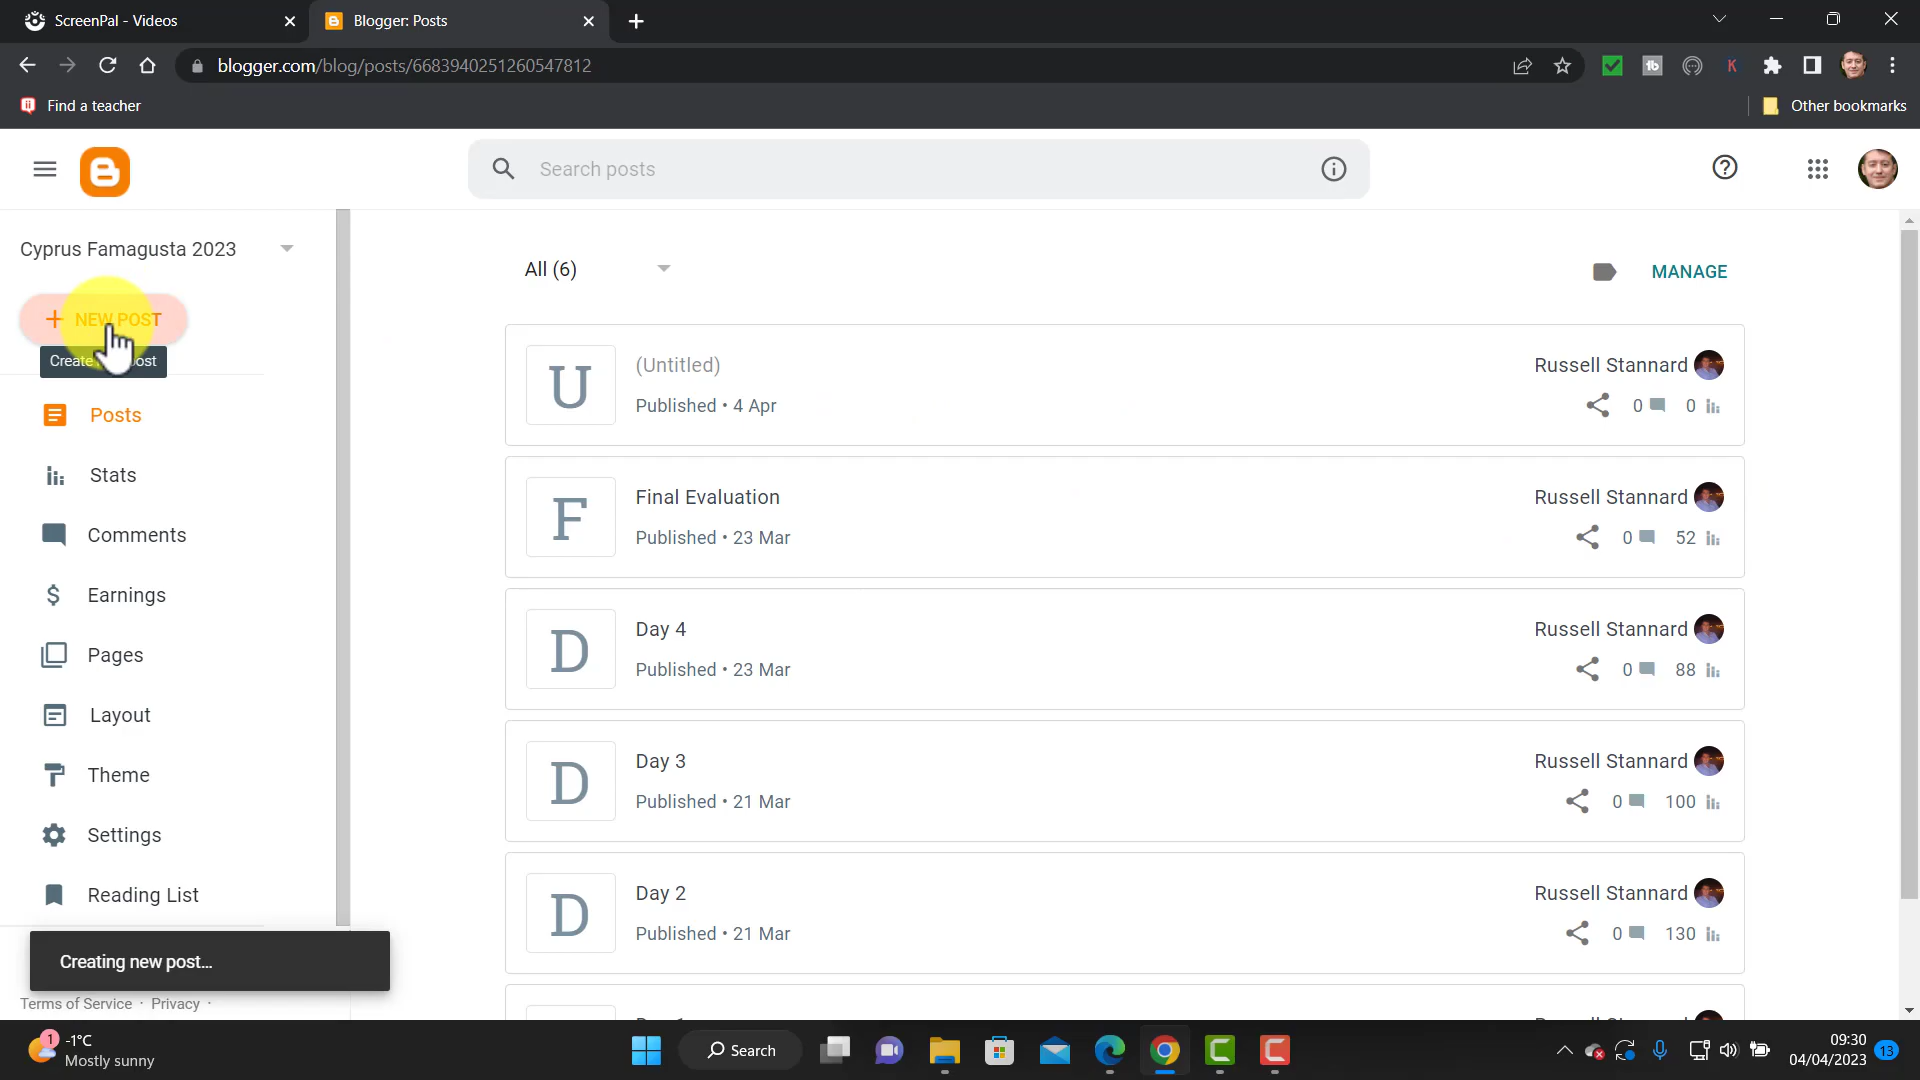 ScreenPal - Videos
Blogger: Posts
blogger.com/blog/posts/6683940251260547812
Find a teacher
Other bookmarks
Search posts
Cyprus Famagusta 2023
All (6)
MANAGE
NEW POST
Posts
Stats
Comments
Earnings
Pages
Layout
Theme
Settings
Reading List
Creating new post...
Terms of Service · Privacy ·
U
(Untitled)
Russell Stannard
Published • 4 Apr
0
0
F
Final Evaluation
Russell Stannard
Published • 23 Mar
0
52
D
Day 4
Russell Stannard
Published • 23 Mar
0
88
D
Day 3
Russell Stannard
Published • 21 Mar
0
100
D
Day 2
Russell Stannard
Published • 21 Mar
0
130
1
-1°C
Mostly sunny
Search
09:30
04/04/2023
13